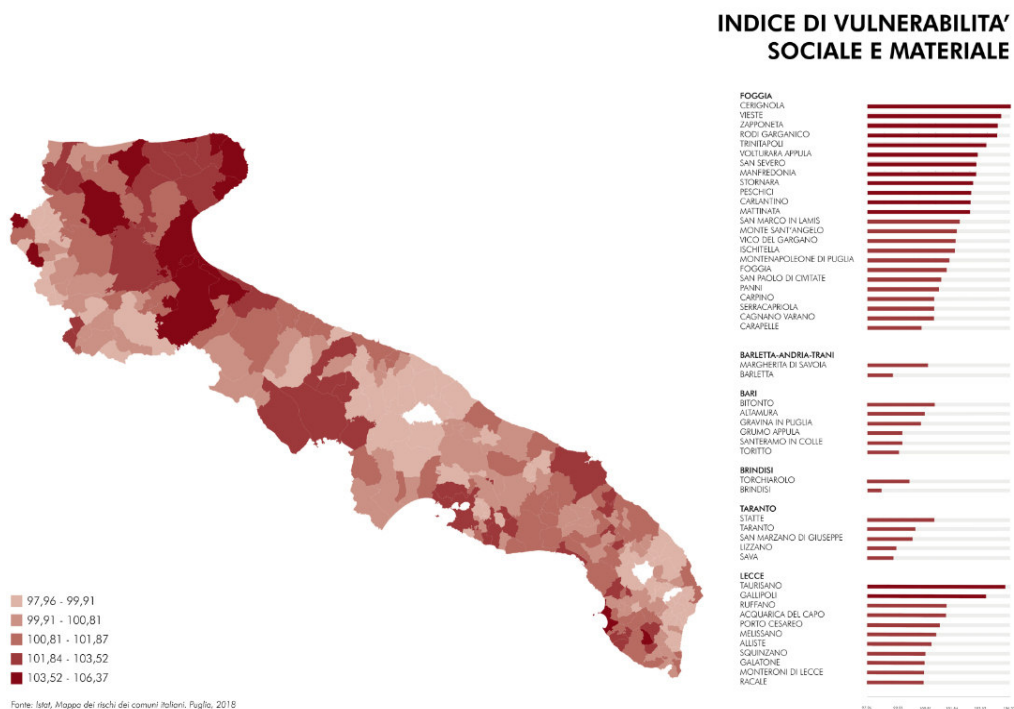 INDICE DI VULNERABILITA'
SOCIALE E MATERIALE
FOGGIA
CERIGNOLA
VIESTE
ZAPPONETA
RODI GARGANICO
TRINITAPOLI
VOLTURARA APPULA
SAN SEVERO
MANFREDONIA
STORNARA
PESCHICI
CARLANTINO
MATTINATA
SAN MARCO IN LAMIS
MONTE SANT'ANGELO
VICO DEL GARGANO
ISCHITELLA
MONTENAPOLEONE DI PUGLIA
FOGGIA
SAN PAOLO DI CIVITATE
PANNI
CARPINO
SERRACAPRIOLA
CAGNANO VARANO
CARAPELLE
BARLETTA-ANDRIA-TRANI
MARGHERITA DI SAVOIA
BARLETTA
BARI
BITONTO
ALTAMURA
GRAVINA IN PUGLIA
GRUMO APPULA
SANTERAMO IN COLLE
TORITTO
BRINDISI
TORCHIAROLO
BRINDISI
TARANTO
STATTE
TARANTO
SAN MARZANO DI GIUSEPPE
LIZZANO
SAVA
LECCE
TAURISANO
GALLIPOLI
RUFFANO
ACQUARICA DEL CAPO
PORTO CESAREO
MELISSANO
ALLISTE
SQUINZANO
GALATONE
MONTERONI DI LECCE
RACALE
97,96 - 99,91
99,91 - 100,81
100,81 - 101,87
101,84 - 103,52
103,52 - 106,37
Fonte: Istat, Mappa dei rischi dei comuni italiani. Puglia, 2018